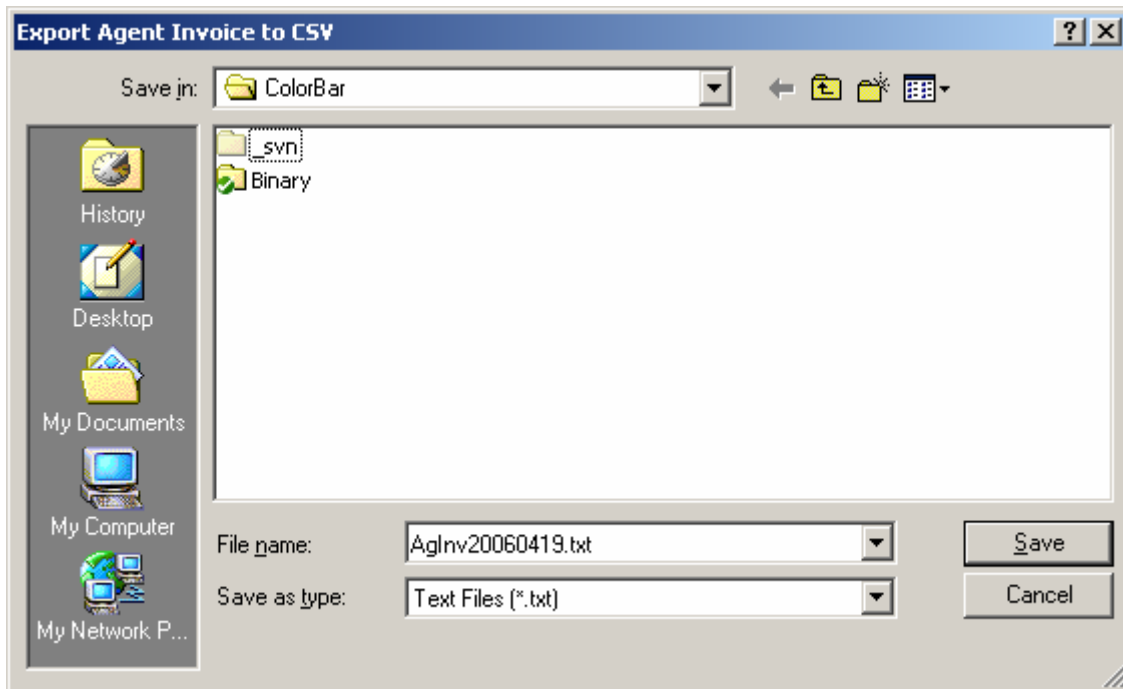 Export Agent Invoice to CSV
Save in:
ColorBar
_svn
Binary
History
Desktop
My Documents
My Computer
My Network P...
File name:
AgInv20060419.txt
Save
Save as type:
Text Files (*.txt)
Cancel